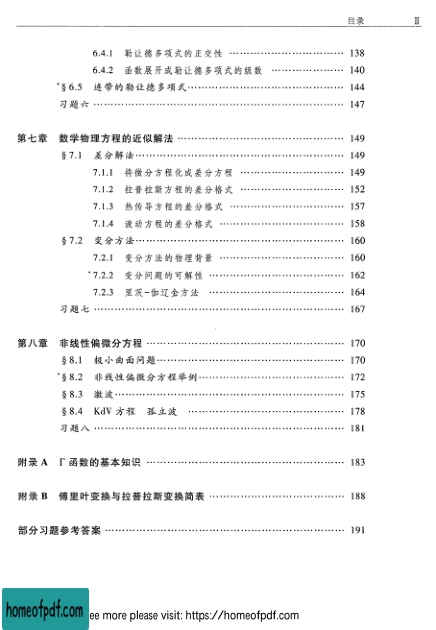 目录 Ⅲ
6.4.1 勒让德多项式的正交性 ………………………… 138
6.4.2 函数展开成勒让德多项式的级数 ………………… 140
*§6.5 连带的勒让德多项式………………………………… 144
习题六 ………………………………………………………… 147
第七章 数学物理方程的近似解法 …………………………………… 149
§7.1 差分解法……………………………………………… 149
7.1.1 将微分方程化成差分方程 ……………………… 149
7.1.2 拉普拉斯方程的差分格式 ……………………… 152
7.1.3 热传导方程的差分格式 ………………………… 157
7.1.4 波动方程的差分格式 …………………………… 158
§7.2 变分方法……………………………………………… 160
7.2.1 变分方法的物理背景 …………………………… 160
*7.2.2 变分问题的可解性 ……………………………… 162
7.2.3 里茨-伽辽金方法 ……………………………… 164
习题七 ………………………………………………………… 167
第八章 非线性偏微分方程 …………………………………………… 170
§8.1 极小曲面问题………………………………………… 170
*§8.2 非线性偏微分方程举例……………………………… 172
§8.3 激波…………………………………………………… 175
§8.4 KdV 方程 孤立波 …………………………………… 178
习题八 ………………………………………………………… 181
附录 A Γ 函数的基本知识 …………………………………………… 183
附录 B 傅里叶变换与拉普拉斯变换简表 …………………………… 188
部分习题参考答案 ……………………………………………………… 191
homeofpdf.com ee more please visit: https://homeofpdf.com